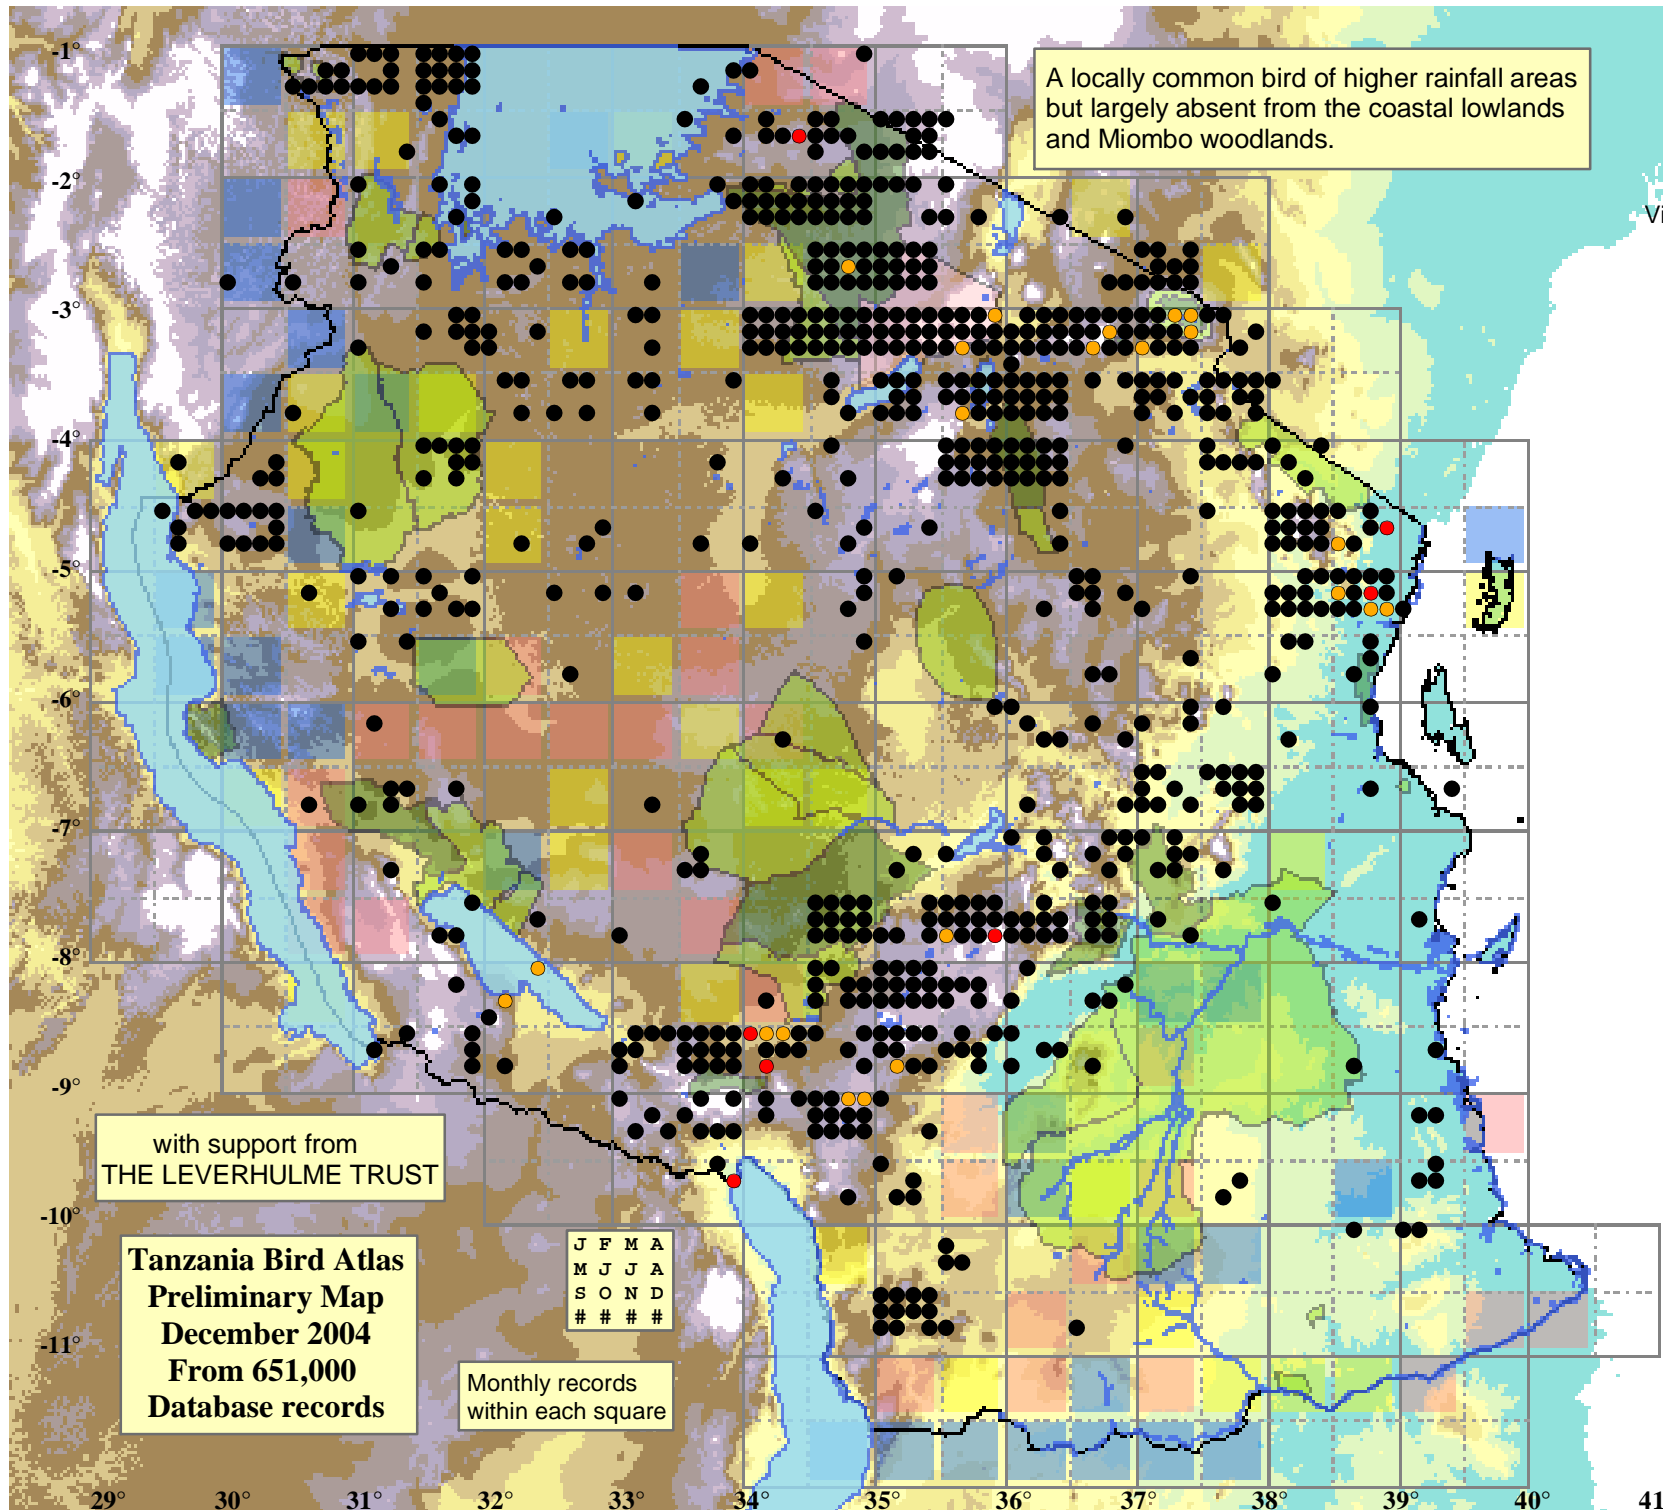 A locally common bird of higher rainfall areas
but largely absent from the coastal lowlands
and Miombo woodlands.
Vi
-1°
-2°
-3°
-4°
-5°
-6°
-7°
-8°
-9°
-10°
-11°
with support from
THE LEVERHULME TRUST
Tanzania Bird Atlas
Preliminary Map
December 2004
From 651,000
Database records
J F M A
M J J A
S O N D
# # # #
Monthly records
within each square
29° 30° 31° 32° 33° 34° 35° 36° 37° 38° 39° 40° 41